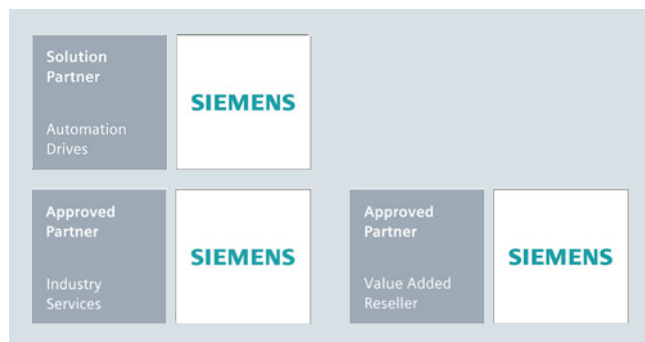 Solution
Partner
Automation
Drives
SIEMENS
Approved
Partner
Industry
Services
SIEMENS
Approved
Partner
Value Added
Reseller
SIEMENS